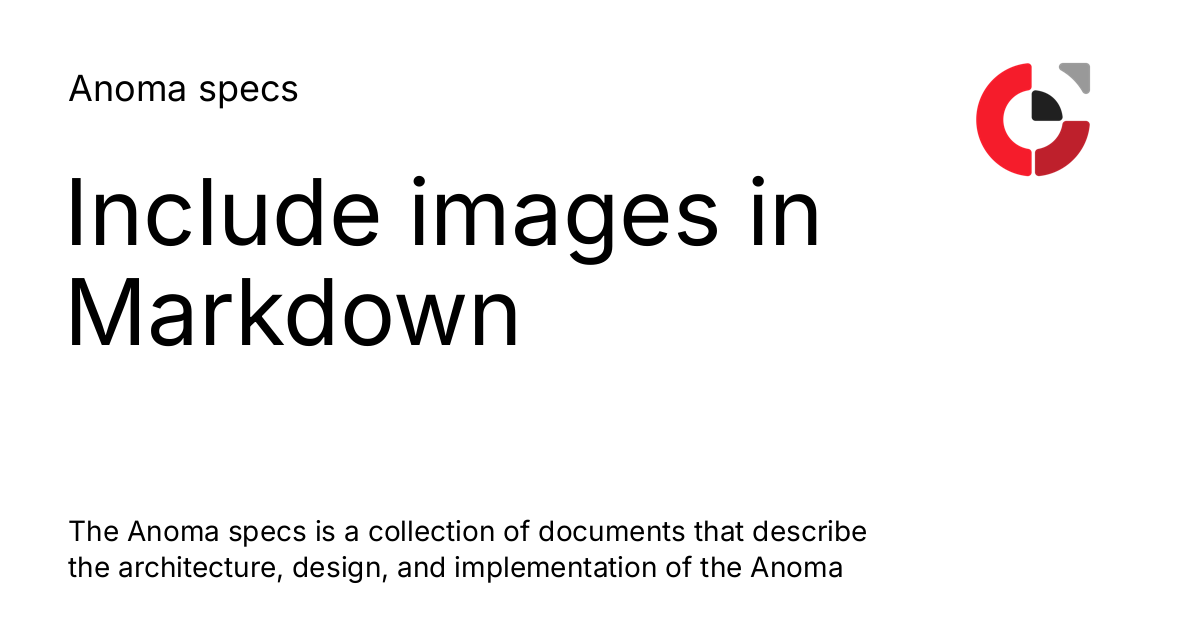 Anoma specs
Include images in
Markdown
The Anoma specs is a collection of documents that describe
the architecture, design, and implementation of the Anoma